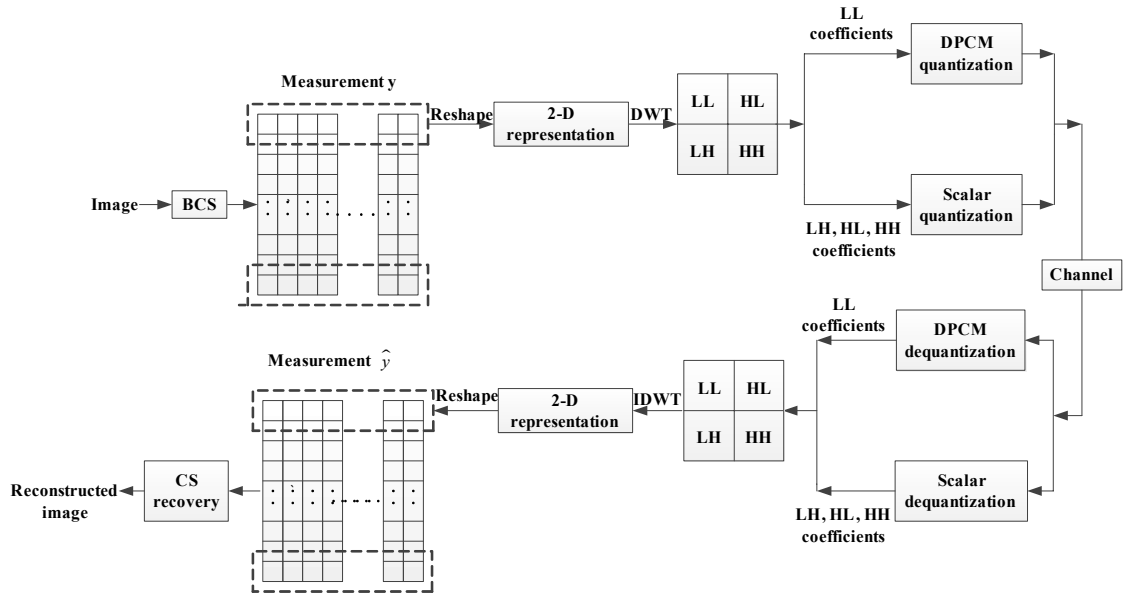 LL
coefficients
DPCM
quantization
Measurement y
Reshape
2-D
representation
DWT
LL
HL
LH
HH
Image
BCS
Scalar
quantization
LH, HL, HH
coefficients
Channel
LL
coefficients
DPCM
dequantization
Measurement ŷ
Reshape
2-D
representation
IDWT
LL
HL
LH
HH
CS
recovery
Reconstructed
image
Scalar
dequantization
LH, HL, HH
coefficients